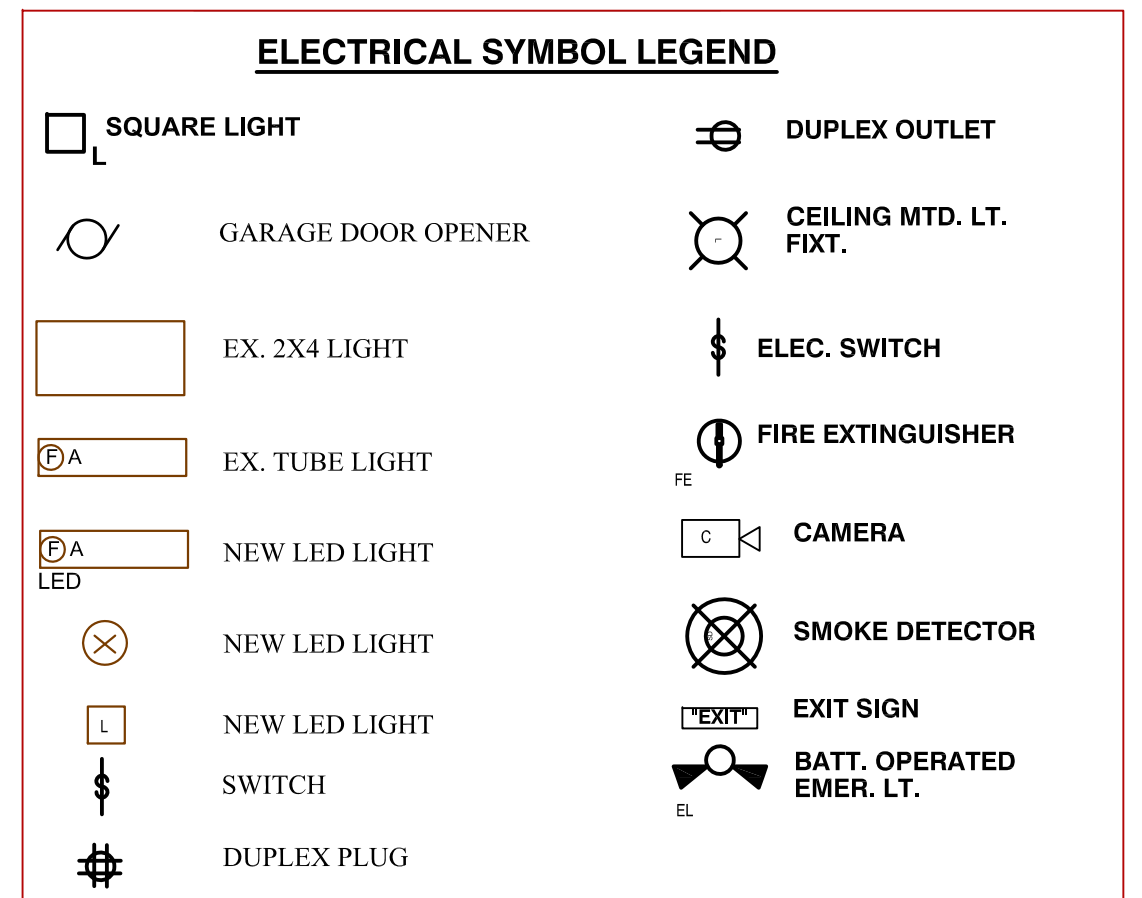 ELECTRICAL SYMBOL LEGEND
SQUARE LIGHT
L
GARAGE DOOR OPENER
EX. 2X4 LIGHT
F A
EX. TUBE LIGHT
F A
LED
NEW LED LIGHT
NEW LED LIGHT
L
NEW LED LIGHT
$
SWITCH
DUPLEX PLUG
DUPLEX OUTLET
L
CEILING MTD. LT.
FIXT.
$
ELEC. SWITCH
FE
FIRE EXTINGUISHER
C
CAMERA
SD
SMOKE DETECTOR
"EXIT"
EXIT SIGN
EL
BATT. OPERATED
EMER. LT.